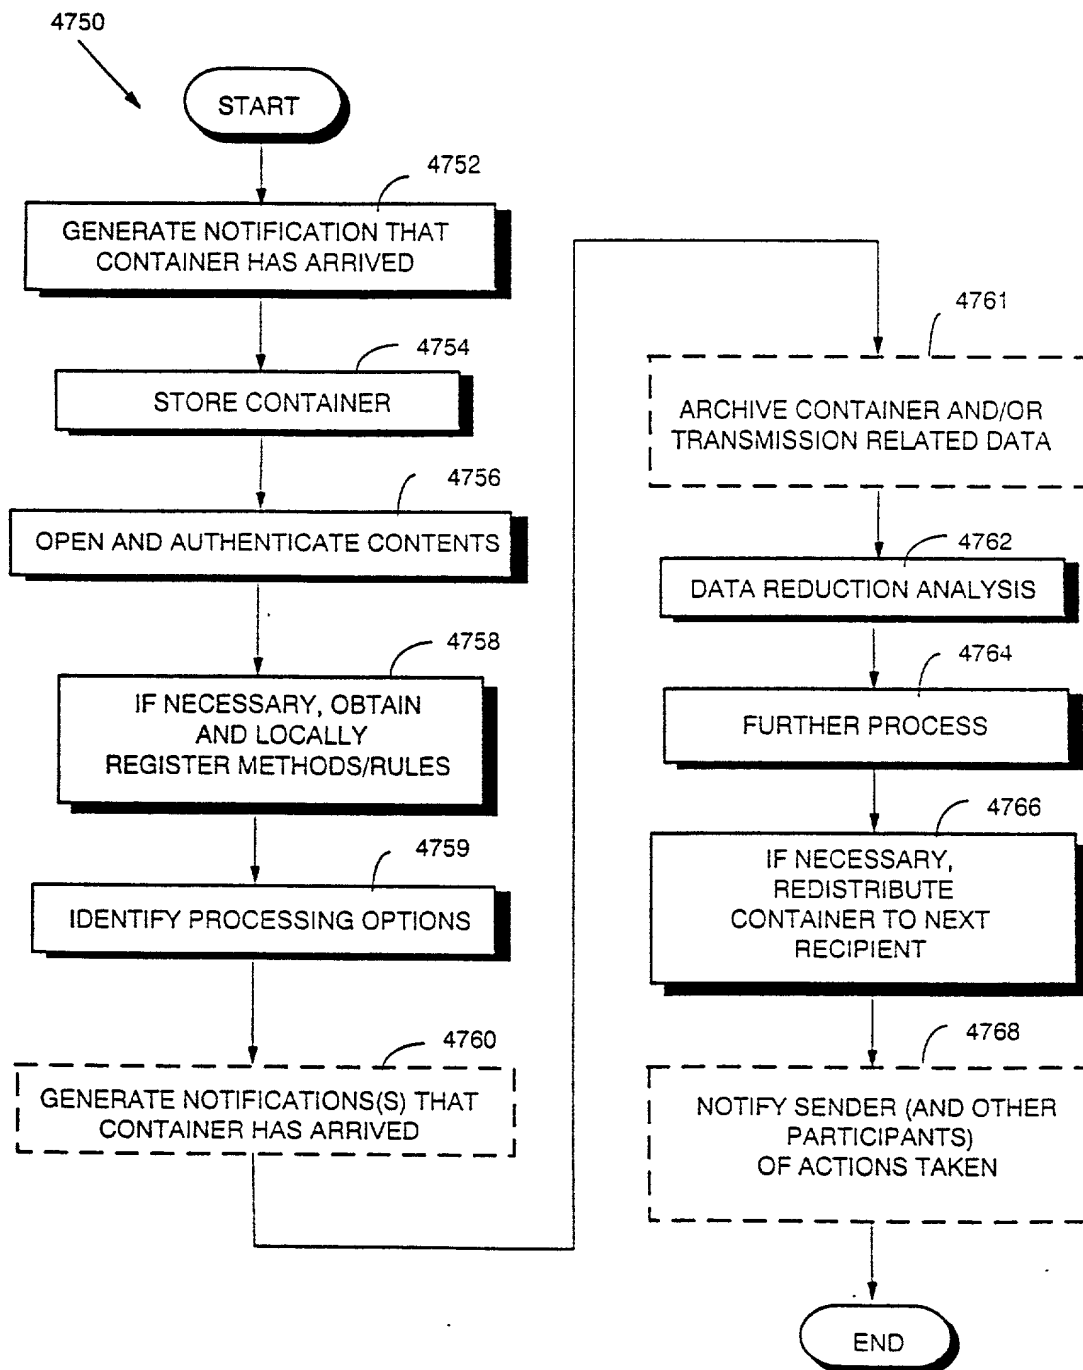 4750
START
4752
GENERATE NOTIFICATION THAT
CONTAINER HAS ARRIVED
4754
STORE CONTAINER
4756
OPEN AND AUTHENTICATE CONTENTS
4758
IF NECESSARY, OBTAIN
AND LOCALLY
REGISTER METHODS/RULES
4759
IDENTIFY PROCESSING OPTIONS
4760
GENERATE NOTIFICATIONS(S) THAT
CONTAINER HAS ARRIVED
4761
ARCHIVE CONTAINER AND/OR
TRANSMISSION RELATED DATA
4762
DATA REDUCTION ANALYSIS
4764
FURTHER PROCESS
4766
IF NECESSARY,
REDISTRIBUTE
CONTAINER TO NEXT
RECIPIENT
4768
NOTIFY SENDER (AND OTHER
PARTICIPANTS)
OF ACTIONS TAKEN
END